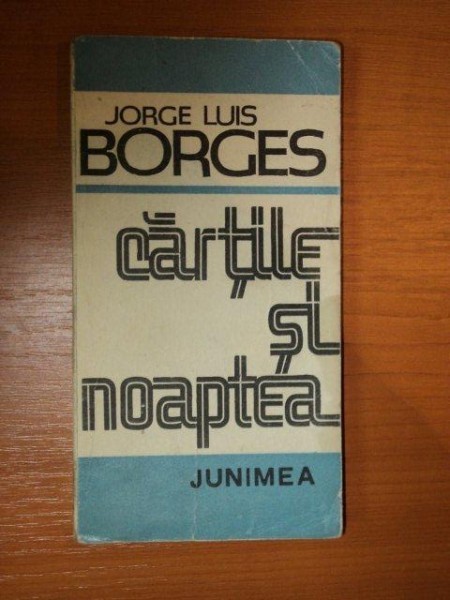 JORGE LUIS
BORGES
cărțile
și
noaptea
JUNIMEA